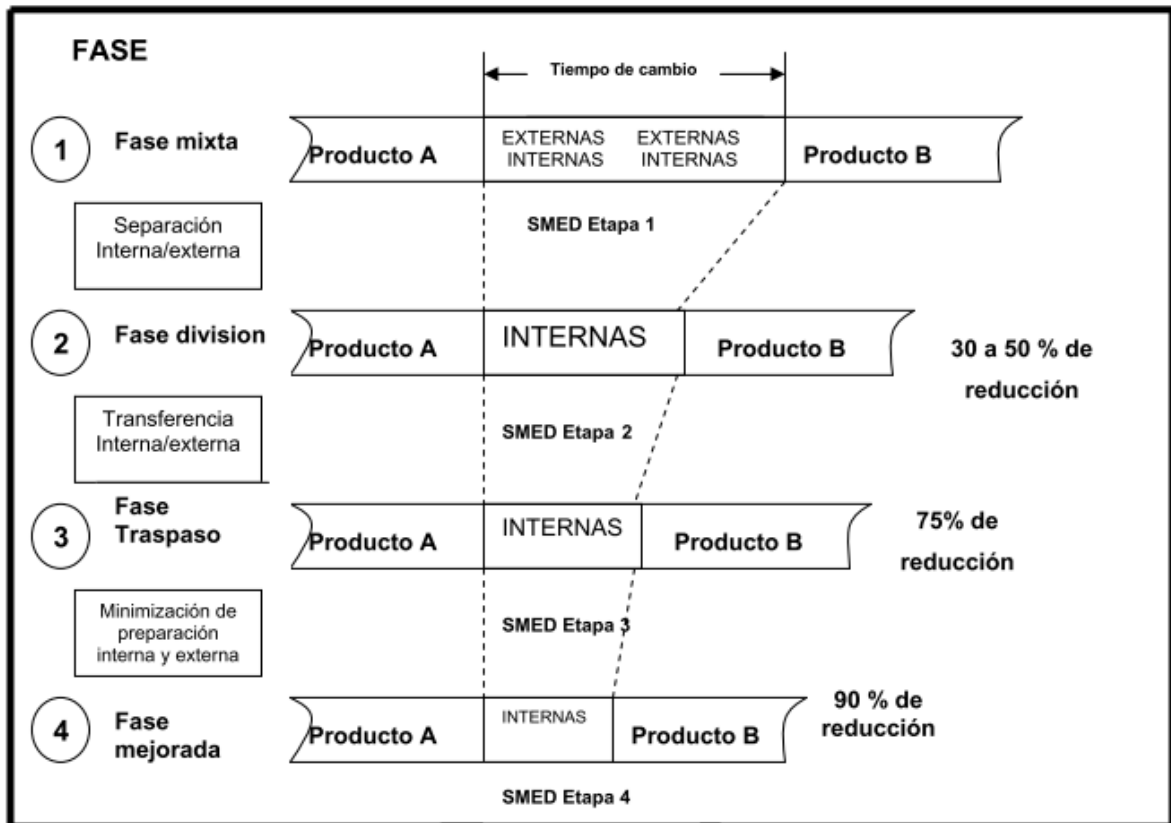 FASE
Tiempo de cambio
1
Fase mixta
Producto A
EXTERNAS EXTERNAS
INTERNAS INTERNAS
Producto B
Separación
Interna/externa
SMED Etapa 1
2
Fase division
Producto A
INTERNAS
Producto B
30 a 50 % de
reducción
Transferencia
Interna/externa
SMED Etapa 2
3
Fase
Traspaso
Producto A
INTERNAS
Producto B
75% de
reducción
Minimización de
preparación
interna y externa
SMED Etapa 3
4
Fase
mejorada
Producto A
INTERNAS
Producto B
90 % de
reducción
SMED Etapa 4